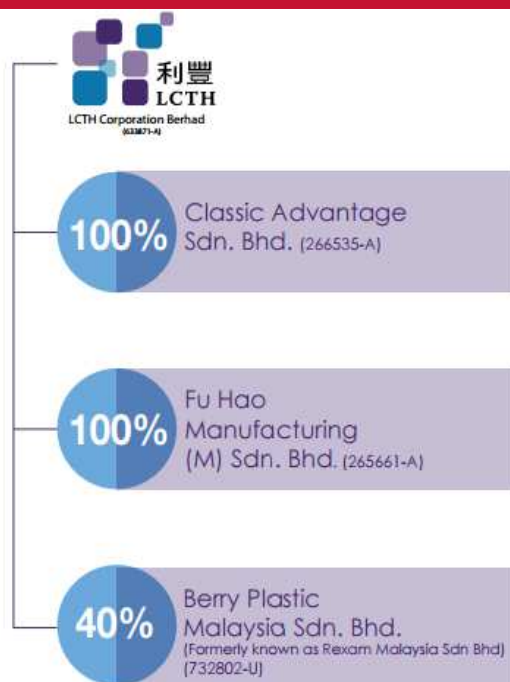 利豐
LCTH
LCTH Corporation Berhad
(633871-A)
100%
Classic Advantage
Sdn. Bhd. (266535-A)
100%
Fu Hao
Manufacturing
(M) Sdn. Bhd. (265661-A)
40%
Berry Plastic
Malaysia Sdn. Bhd.
(Formerly known as Rexam Malaysia Sdn Bhd)
(732802-U)